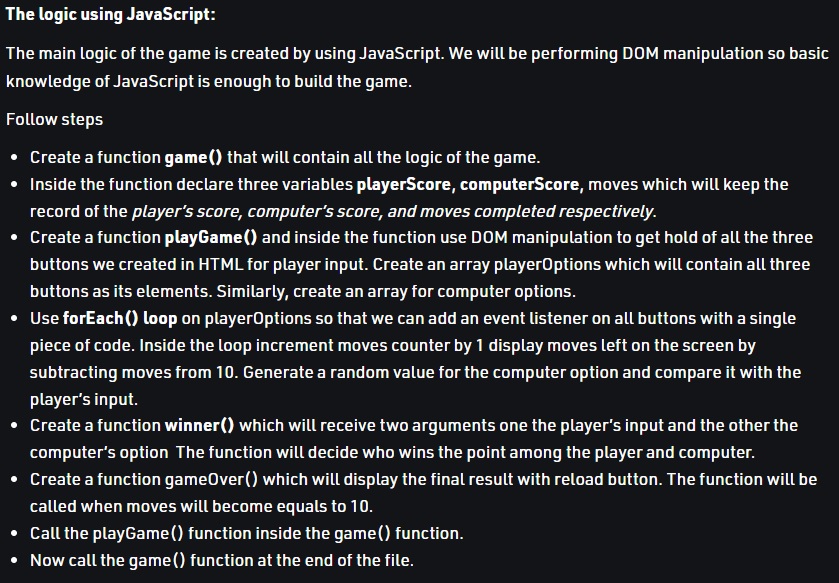 The logic using JavaScript:
The main logic of the game is created by using JavaScript. We will be performing DOM manipulation so basic
knowledge of JavaScript is enough to build the game.
Follow steps
• Create a function game() that will contain all the logic of the game.
• Inside the function declare three variables playerScore, computerScore, moves which will keep the
record of the player's score, computer's score, and moves completed respectively.
• Create a function playGame() and inside the function use DOM manipulation to get hold of all the three
buttons we created in HTML for player input. Create an array playerOptions which will contain all three
buttons as its elements. Similarly, create an array for computer options.
• Use forEach() loop on playerOptions so that we can add an event listener on all buttons with a single
piece of code. Inside the loop increment moves counter by 1 display moves left on the screen by
subtracting moves from 10. Generate a random value for the computer option and compare it with the
player's input.
• Create a function winner() which will receive two arguments one the player's input and the other the
computer's option  The function will decide who wins the point among the player and computer.
• Create a function gameOver() which will display the final result with reload button. The function will be
called when moves will become equals to 10.
• Call the playGame() function inside the game() function.
• Now call the game() function at the end of the file.